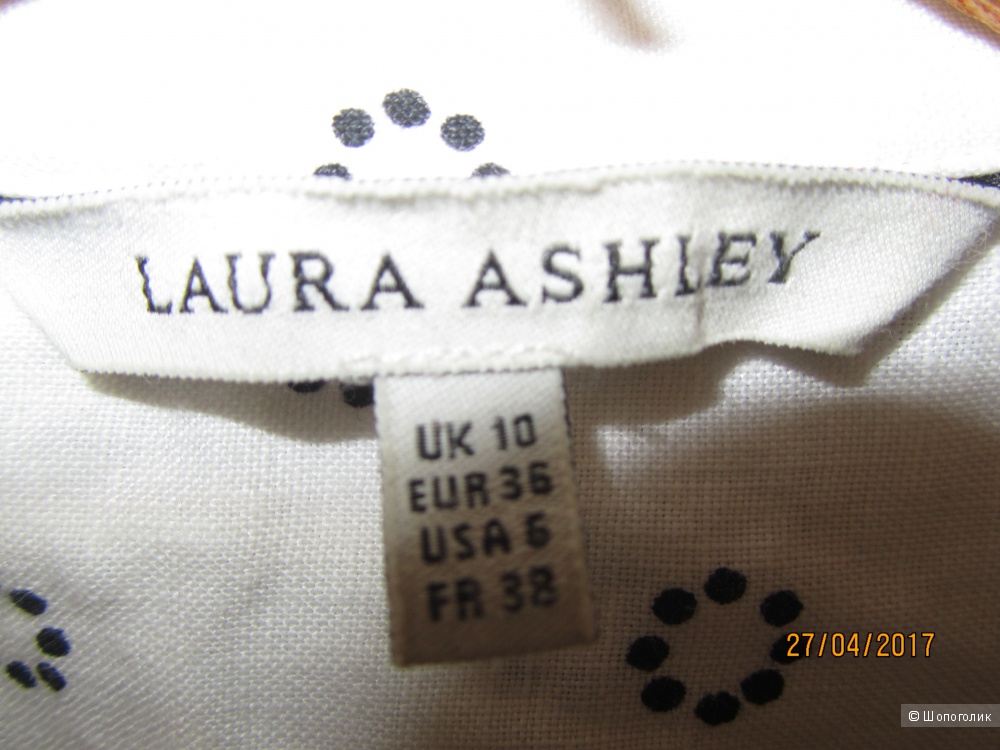 LAURA ASHLEY
UK 10
EUR 36
USA 6
FR 38
27/04/2017
© Шопоголик